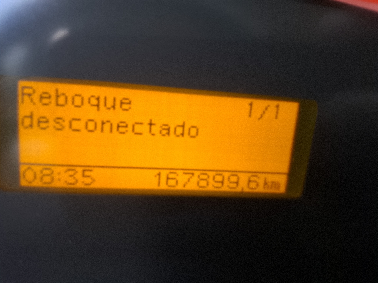 Reboque 1/1
desconectado
08:35 167899,6 km